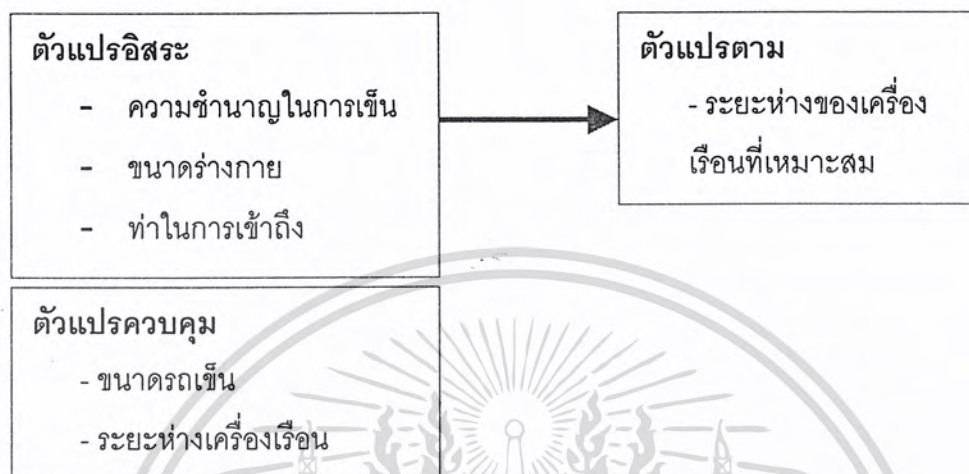 ตัวแปรอิสระ
- ความชำนาญในการเข็น
- ขนาดร่างกาย
- ท่าในการเข้าถึง
ตัวแปรตาม
- ระยะห่างของเครื่อง
เรือนที่เหมาะสม
ตัวแปรควบคุม
- ขนาดรถเข็น
- ระยะห่างเครื่องเรือน